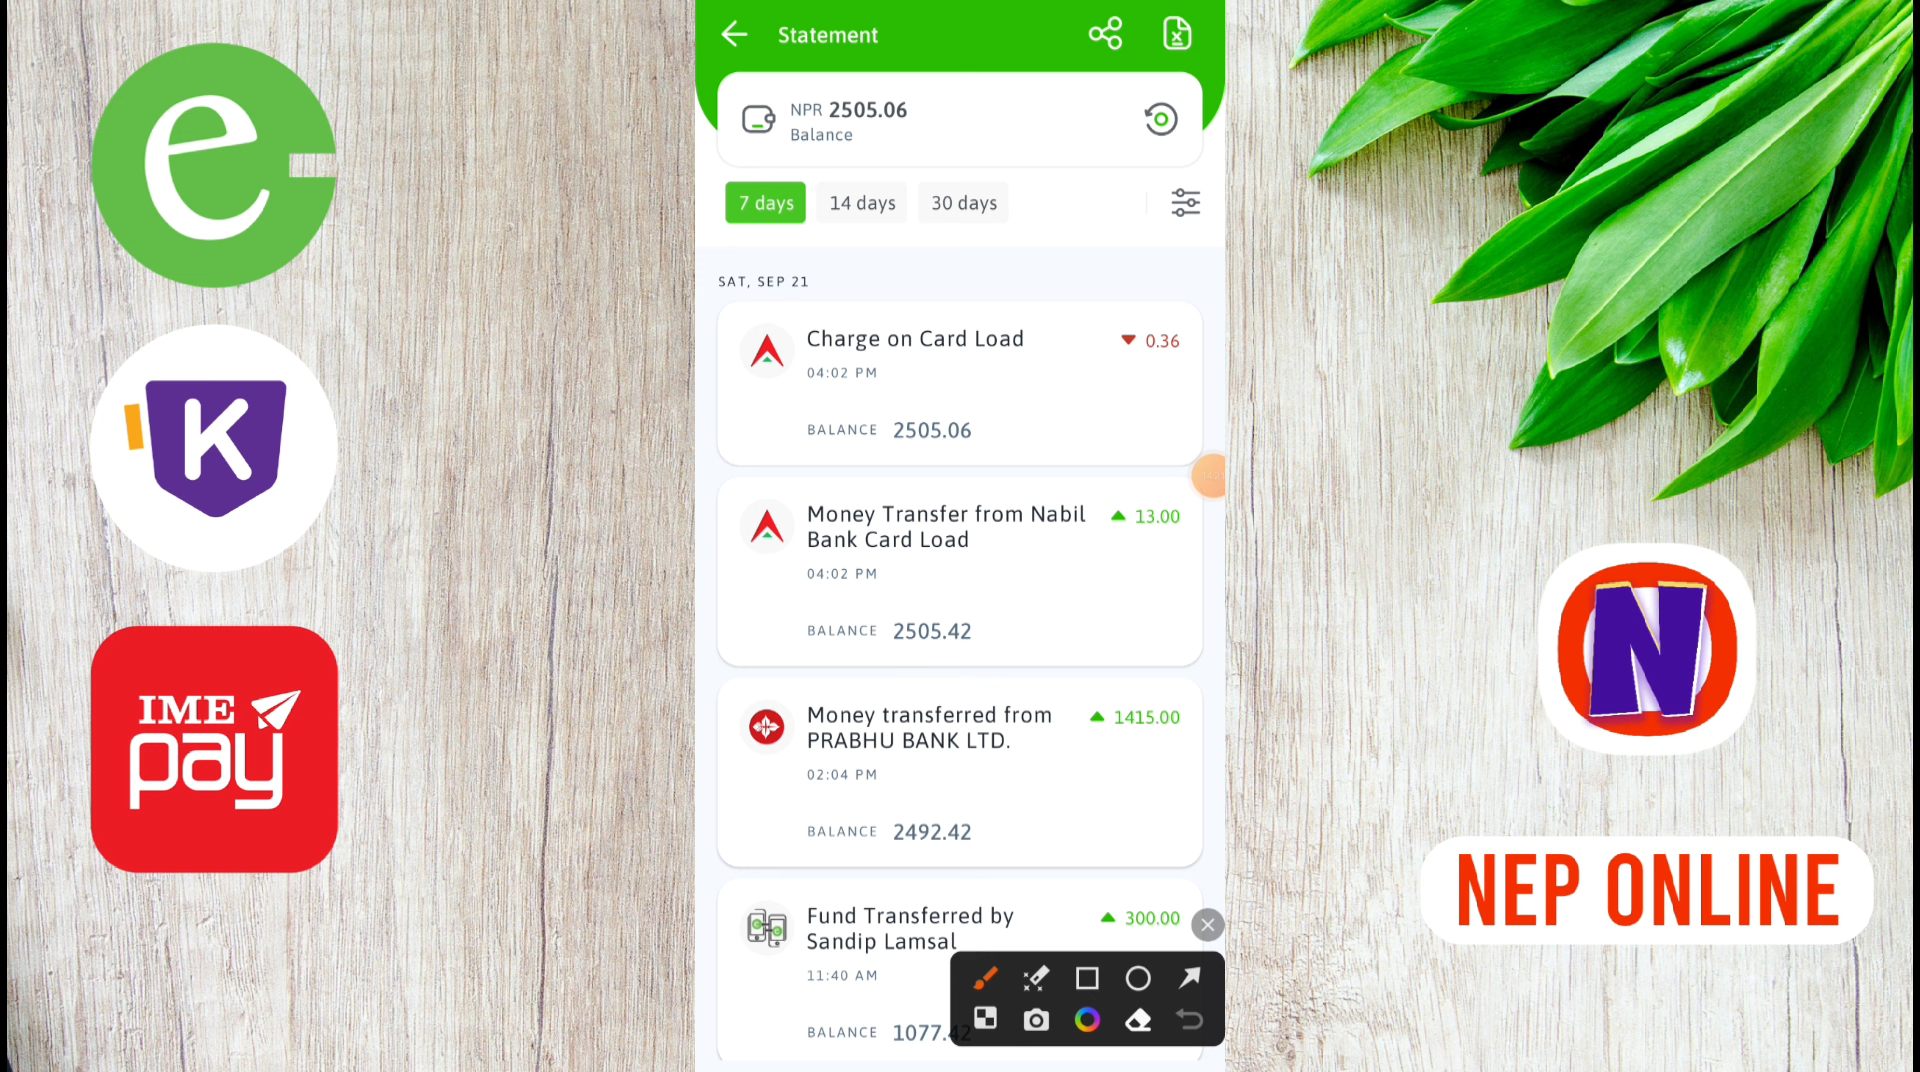 e
K
IME
pay
Statement
NPR 2505.06
Balance
7 days
14 days
30 days
SAT, SEP 21
Charge on Card Load
0.36
04:02 PM
BALANCE 2505.06
Money Transfer from Nabil
Bank Card Load
13.00
04:02 PM
BALANCE 2505.42
Money transferred from
PRABHU BANK LTD.
1415.00
02:04 PM
BALANCE 2492.42
Fund Transferred by
Sandip Lamsal
300.00
11:40 AM
BALANCE 1077.42
N
NEP ONLINE